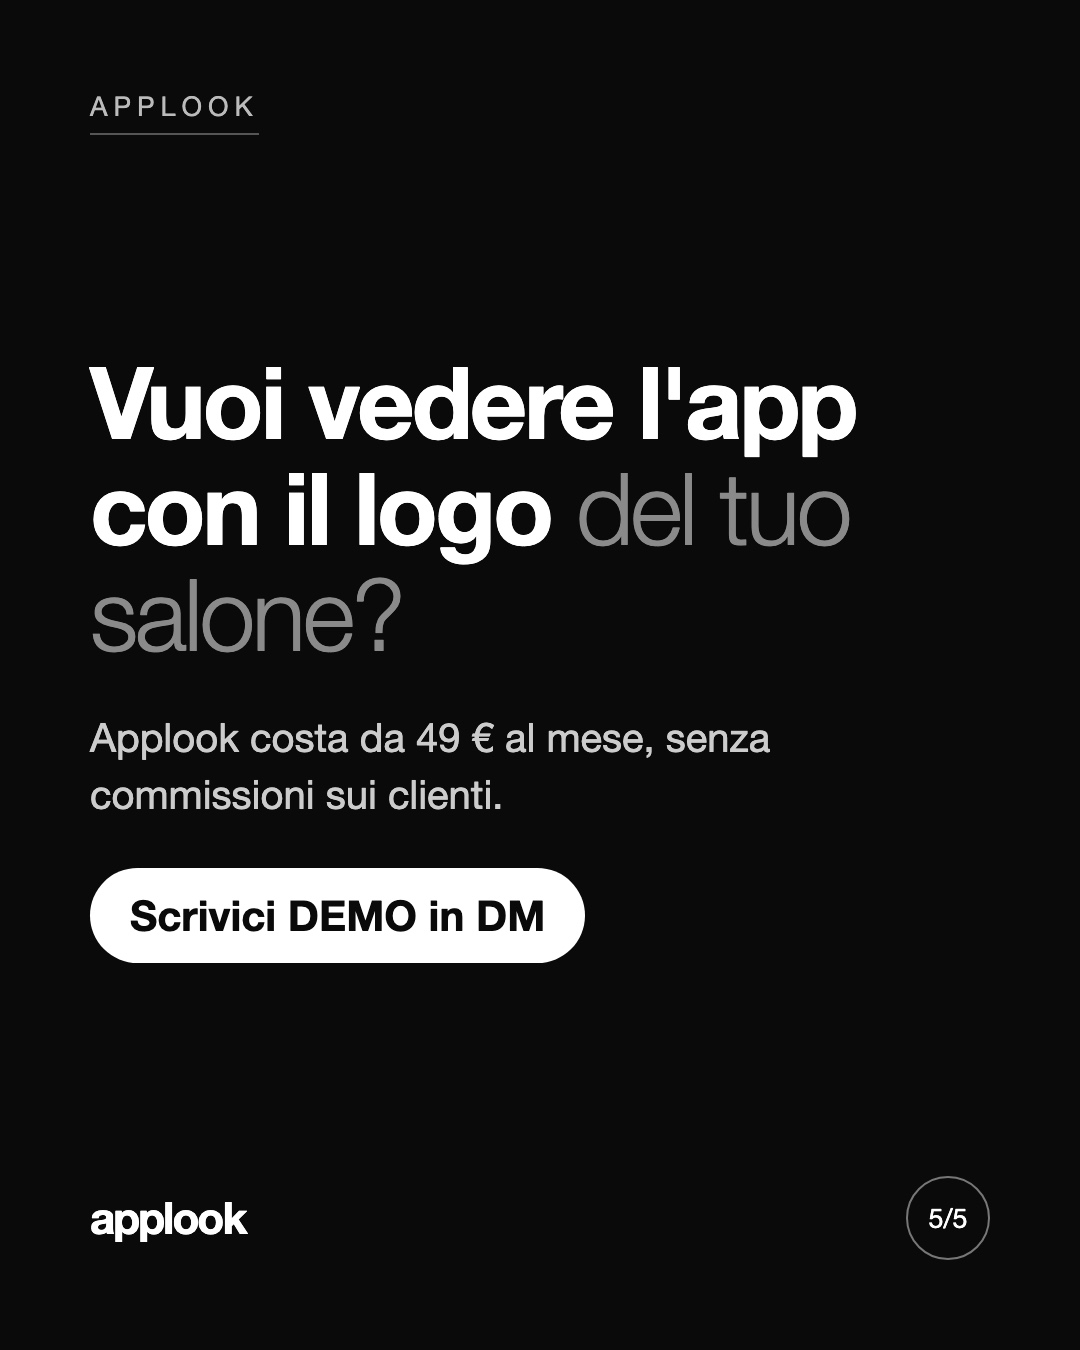 APPLOOK
Vuoi vedere l'app
con il logo del tuo
salone?
Applook costa da 49 € al mese, senza
commissioni sui clienti.
Scrivici DEMO in DM
applook
5/5